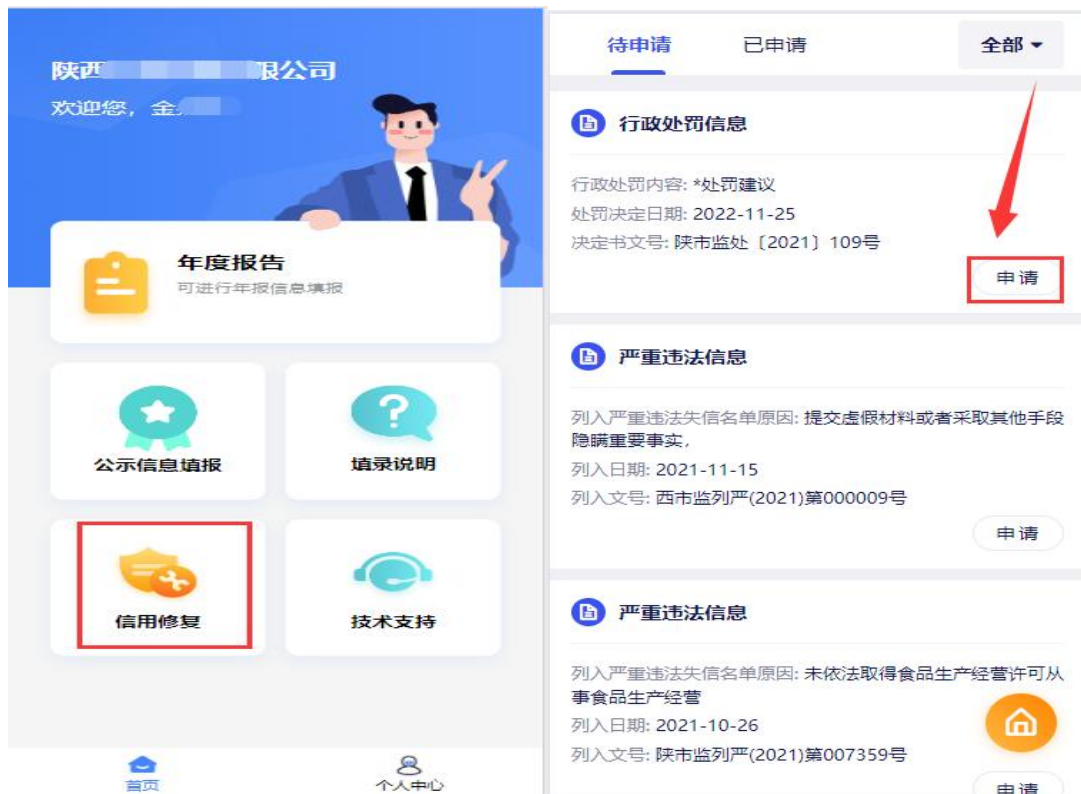 陕西 限公司
欢迎您，金
年度报告
可进行年报信息填报
公示信息填报
填录说明
信用修复
技术支持
首页
个人中心
待申请
已申请
全部
行政处罚信息
行政处罚内容: *处罚建议
处罚决定日期: 2022-11-25
决定书文号: 陕市监处〔2021〕109号
申请
严重违法信息
列入严重违法失信名单原因: 提交虚假材料或者采取其他手段
隐瞒重要事实,
列入日期: 2021-11-15
列入文号: 西市监列严(2021)第000009号
申请
严重违法信息
列入严重违法失信名单原因: 未依法取得食品生产经营许可从
事食品生产经营
列入日期: 2021-10-26
列入文号: 陕市监列严(2021)第007359号
申请